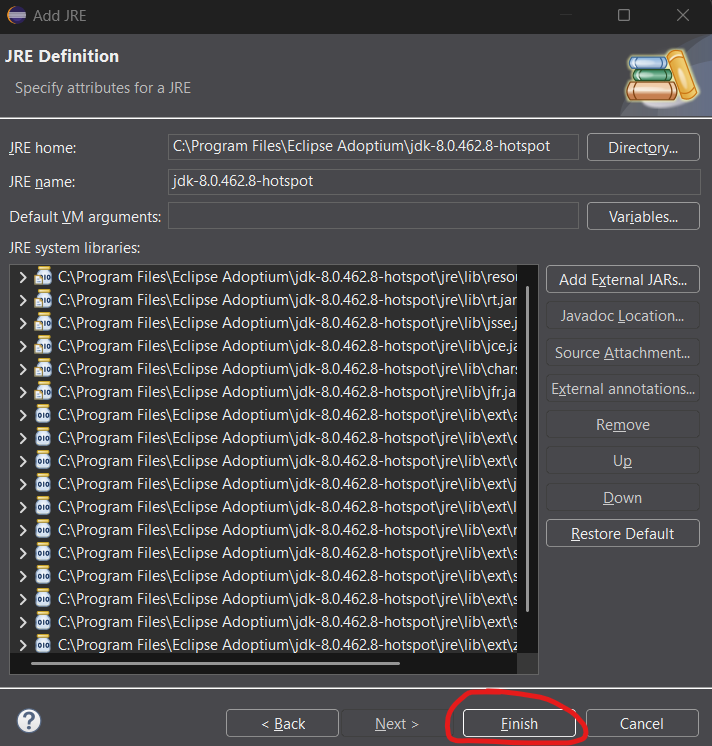 Add JRE
JRE Definition
Specify attributes for a JRE
JRE home:
C:\Program Files\Eclipse Adoptium\jdk-8.0.462.8-hotspot
Directory...
JRE name:
jdk-8.0.462.8-hotspot
Default VM arguments:
Variables...
JRE system libraries:
C:\Program Files\Eclipse Adoptium\jdk-8.0.462.8-hotspot\jre\lib\resou
C:\Program Files\Eclipse Adoptium\jdk-8.0.462.8-hotspot\jre\lib\rt.jar
C:\Program Files\Eclipse Adoptium\jdk-8.0.462.8-hotspot\jre\lib\jsse.j
C:\Program Files\Eclipse Adoptium\jdk-8.0.462.8-hotspot\jre\lib\jce.ja
C:\Program Files\Eclipse Adoptium\jdk-8.0.462.8-hotspot\jre\lib\chars
C:\Program Files\Eclipse Adoptium\jdk-8.0.462.8-hotspot\jre\lib\jfr.ja
C:\Program Files\Eclipse Adoptium\jdk-8.0.462.8-hotspot\jre\lib\ext\a
C:\Program Files\Eclipse Adoptium\jdk-8.0.462.8-hotspot\jre\lib\ext\c
C:\Program Files\Eclipse Adoptium\jdk-8.0.462.8-hotspot\jre\lib\ext\c
C:\Program Files\Eclipse Adoptium\jdk-8.0.462.8-hotspot\jre\lib\ext\j
C:\Program Files\Eclipse Adoptium\jdk-8.0.462.8-hotspot\jre\lib\ext\l
C:\Program Files\Eclipse Adoptium\jdk-8.0.462.8-hotspot\jre\lib\ext\n
C:\Program Files\Eclipse Adoptium\jdk-8.0.462.8-hotspot\jre\lib\ext\s
C:\Program Files\Eclipse Adoptium\jdk-8.0.462.8-hotspot\jre\lib\ext\s
C:\Program Files\Eclipse Adoptium\jdk-8.0.462.8-hotspot\jre\lib\ext\s
C:\Program Files\Eclipse Adoptium\jdk-8.0.462.8-hotspot\jre\lib\ext\s
C:\Program Files\Eclipse Adoptium\jdk-8.0.462.8-hotspot\jre\lib\ext\z
Add External JARs...
Javadoc Location...
Source Attachment...
External annotations...
Remove
Up
Down
Restore Default
< Back
Next >
Finish
Cancel